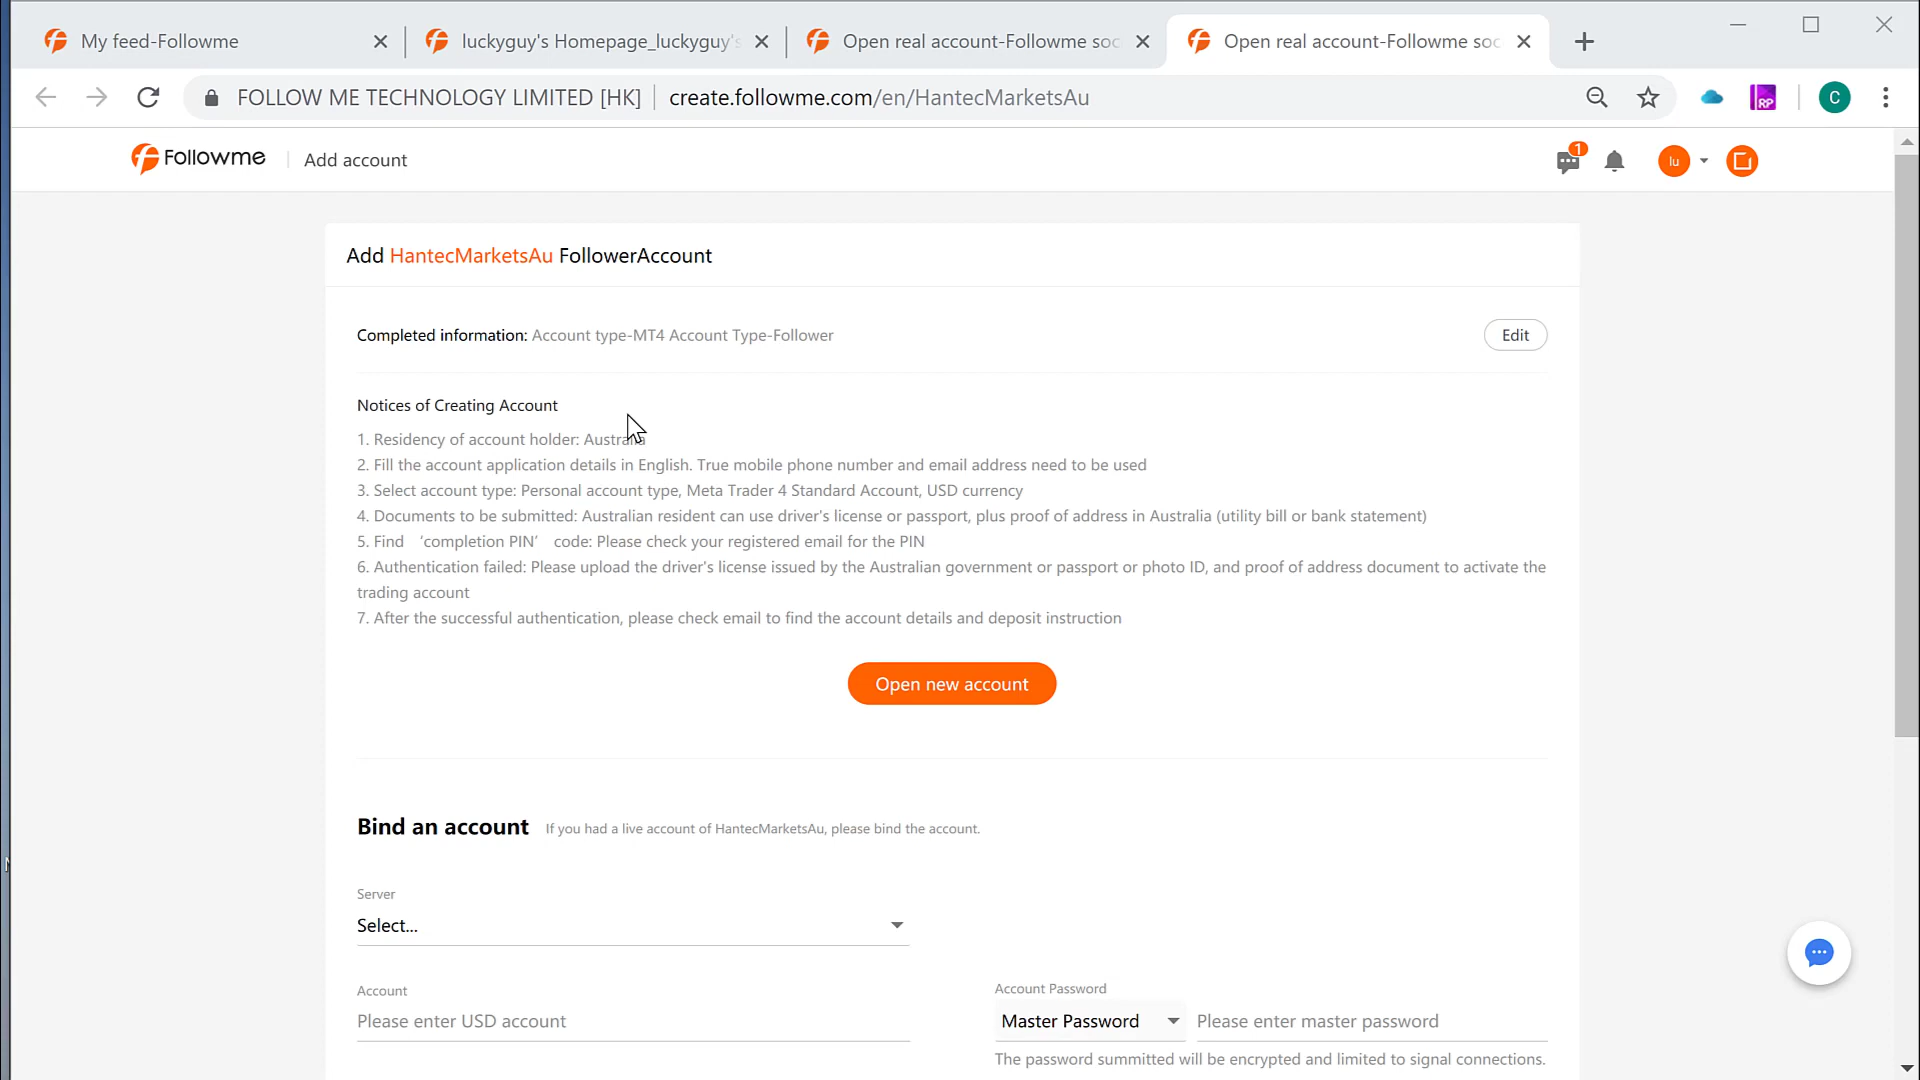 My feed-Followme
luckyguy's Homepage_luckyguy's
Open real account-Followme soc
Open real account-Followme soc
FOLLOW ME TECHNOLOGY LIMITED [HK]
create.followme.com/en/HantecMarketsAu
RP
C
Followme
Add account
1
lu
Add HantecMarketsAu FollowerAccount
Completed information: Account type-MT4 Account Type-Follower
Edit
Notices of Creating Account
1. Residency of account holder: Australia
2. Fill the account application details in English. True mobile phone number and email address need to be used
3. Select account type: Personal account type, Meta Trader 4 Standard Account, USD currency
4. Documents to be submitted: Australian resident can use driver's license or passport, plus proof of address in Australia (utility bill or bank statement)
5. Find ‘completion PIN’ code: Please check your registered email for the PIN
6. Authentication failed: Please upload the driver's license issued by the Australian government or passport or photo ID, and proof of address document to activate the
trading account
7. After the successful authentication, please check email to find the account details and deposit instruction
Open new account
Bind an account
If you had a live account of HantecMarketsAu, please bind the account.
Server
Select...
Account
Please enter USD account
Account Password
Master Password
Please enter master password
The password summitted will be encrypted and limited to signal connections.